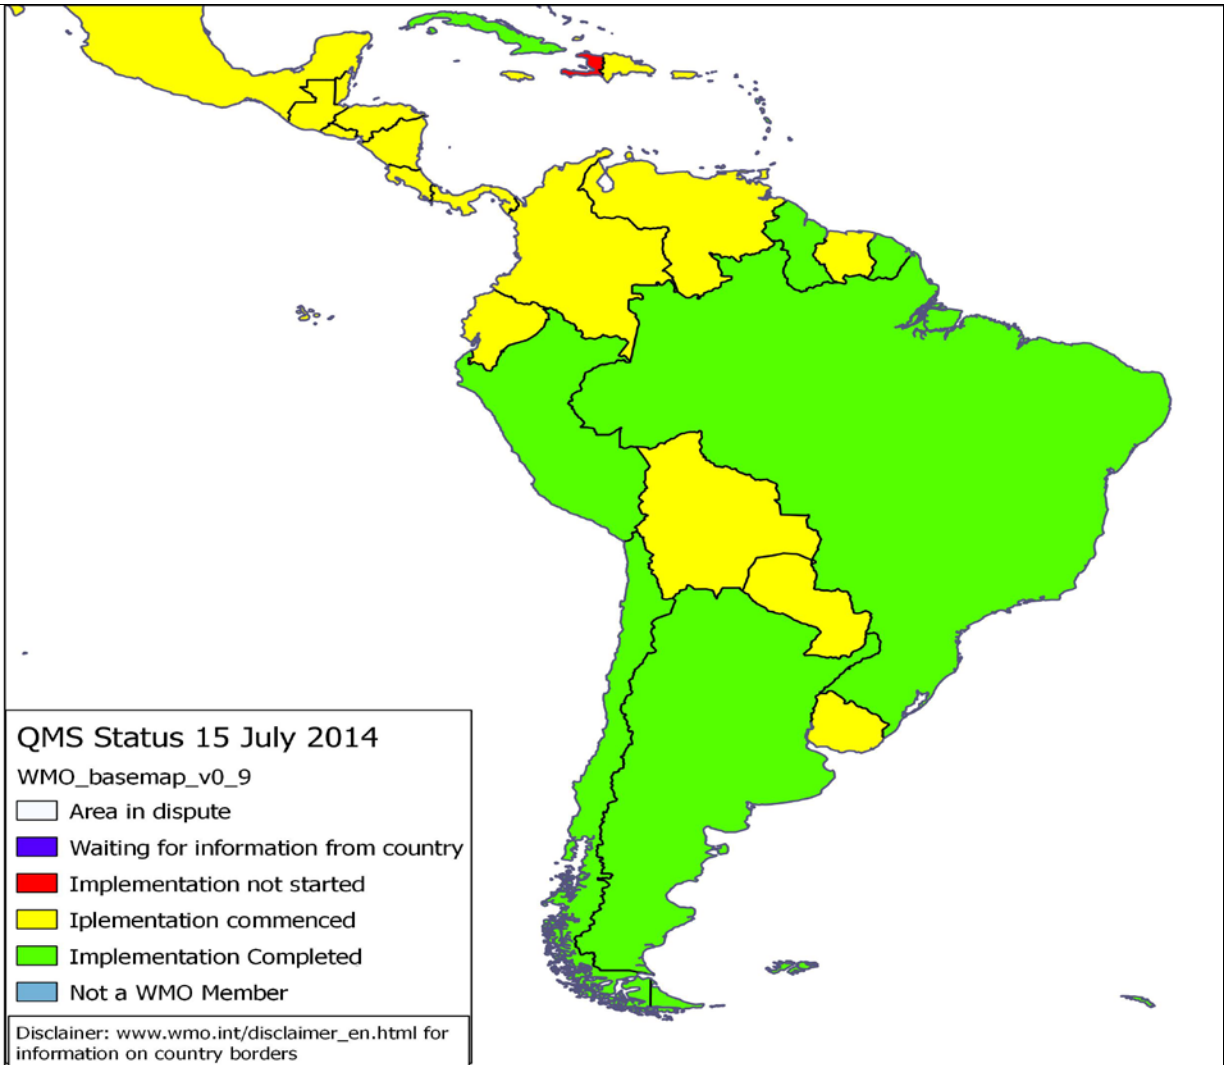 QMS Status 15 July 2014
WMO_basemap_v0_9
Area in dispute
Waiting for information from country
Implementation not started
Iplementation commenced
Implementation Completed
Not a WMO Member
Disclainer: www.wmo.int/disclaimer_en.html for
information on country borders